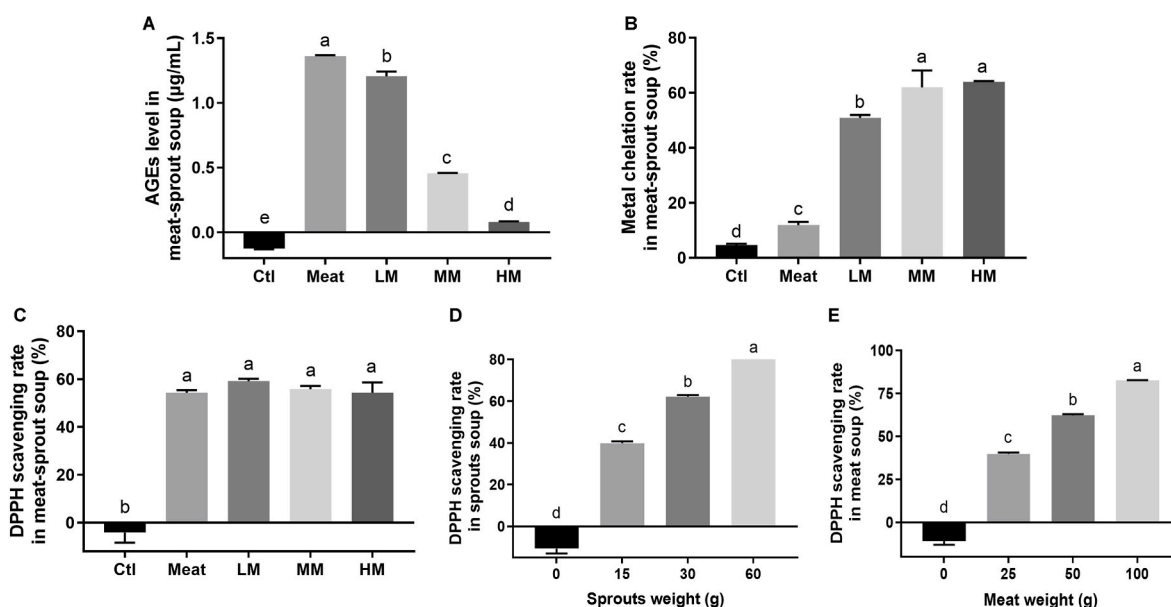 A
AGEs level in
meat-sprout soup (µg/mL)
1.5
1.0
0.5
0.0
e
a
b
c
d
Ctl Meat LM MM HM
B
Metal chelation rate
in meat-sprout soup (%)
80
60
40
20
0
d
c
b
a
a
Ctl Meat LM MM HM
C
DPPH scavenging rate
in meat-sprout soup (%)
80
60
40
20
0
b
a
a
a
a
Ctl Meat LM MM HM
D
DPPH scavenging rate
in sprouts soup (%)
80
60
40
20
0
d
c
b
a
0 15 30 60
Sprouts weight (g)
E
DPPH scavenging rate
in meat soup (%)
100
75
50
25
0
d
c
b
a
0 25 50 100
Meat weight (g)